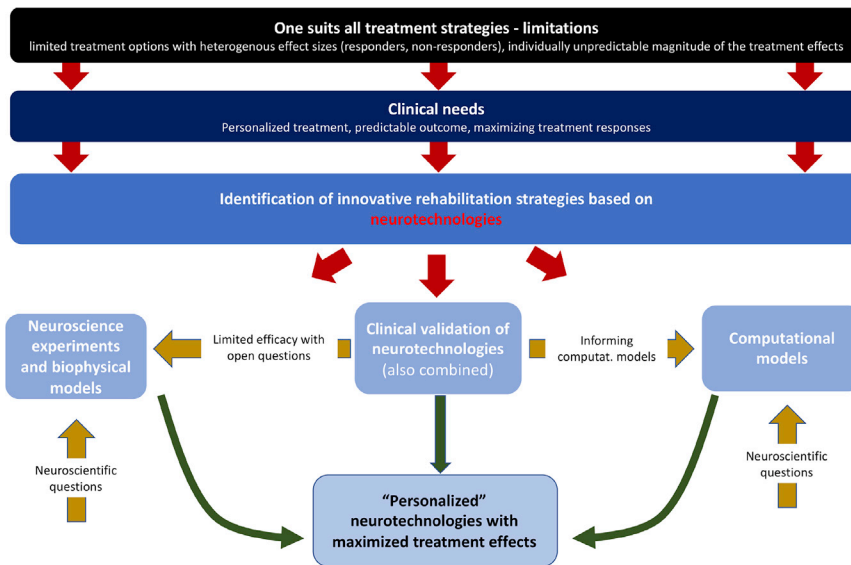 One suits all treatment strategies - limitations
limited treatment options with heterogenous effect sizes (responders, non-responders), individually unpredictable magnitude of the treatment effects
Clinical needs
Personalized treatment, predictable outcome, maximizing treatment responses
Identification of innovative rehabilitation strategies based on
neurotechnologies
Neuroscience
experiments
and biophysical
models
Limited efficacy with
open questions
Clinical validation of
neurotechnologies
(also combined)
Informing
computat. models
Computational
models
Neuroscientific
questions
Neuroscientific
questions
“Personalized”
neurotechnologies with
maximized treatment effects